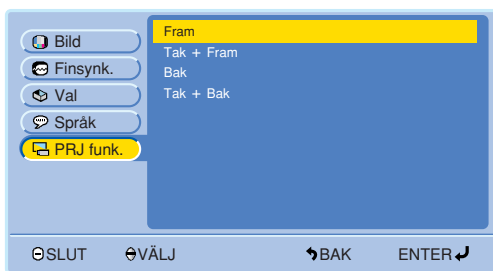 Bild
Finsynk.
Val
Språk
PRJ funk.
Fram
Tak + Fram
Bak
Tak + Bak
SLUT VÄLJ BAK ENTER